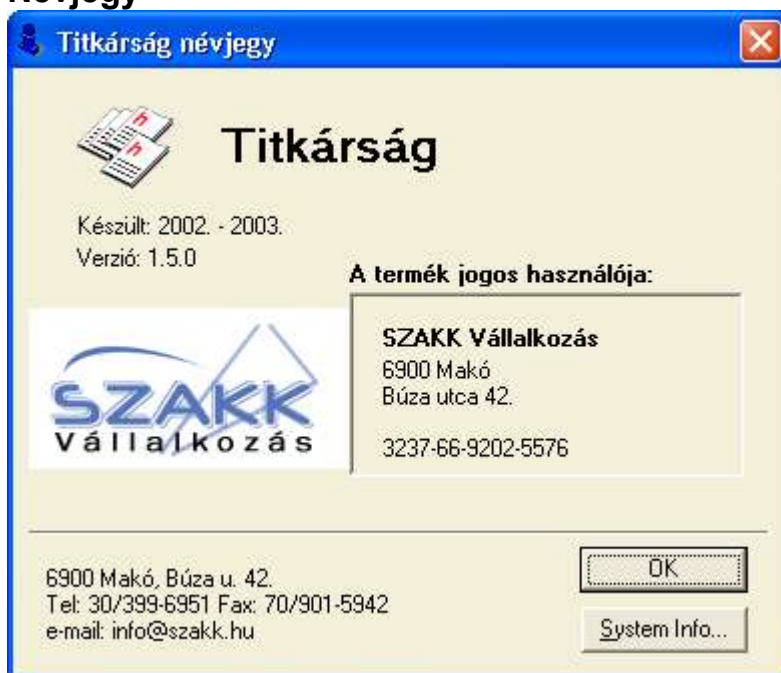 Névjegy
Titkárság névjegy
Titkárság
Készült: 2002. - 2003.
Verzió: 1.5.0
A termék jogos használója:
SZAKK Vállalkozás
6900 Makó
Búza utca 42.
3237-66-9202-5576
SZAKK
Vállalkozás
6900 Makó, Búza u. 42.
Tel: 30/399-6951 Fax: 70/901-5942
e-mail: info@szakk.hu
OK
System Info...